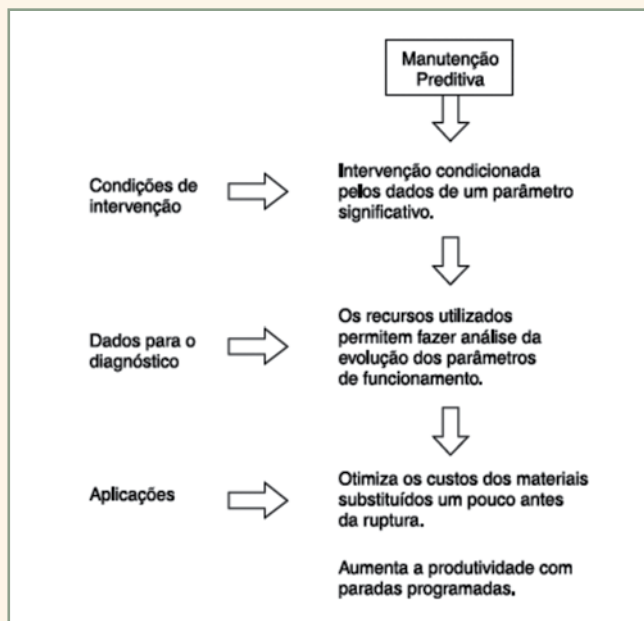 Manutenção
Preditiva
Condições de
intervenção
Intervenção condicionada
pelos dados de um parâmetro
significativo.
Dados para o
diagnóstico
Os recursos utilizados
permitem fazer análise da
evolução dos parâmetros
de funcionamento.
Aplicações
Otimiza os custos dos materiais
substituídos um pouco antes
da ruptura.
Aumenta a produtividade com
paradas programadas.